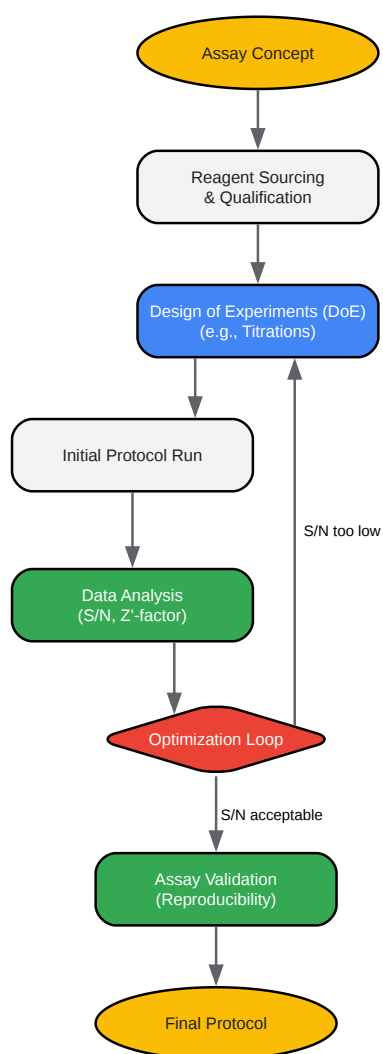 Assay Concept
Reagent Sourcing
& Qualification
Design of Experiments (DoE)
(e.g., Titrations)
Initial Protocol Run
S/N too low
Data Analysis
(S/N, Z'-factor)
Optimization Loop
S/N acceptable
Assay Validation
(Reproducibility)
Final Protocol